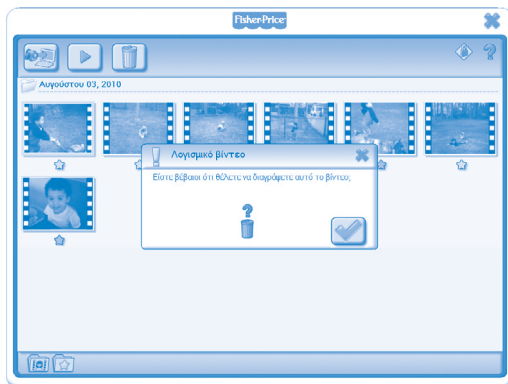 Fisher-Price
Αυγούστου 03, 2010
Λογισμικό βίντεο
Είστε βέβαιοι ότι θέλετε να διαγράψετε αυτό το βίντεο;